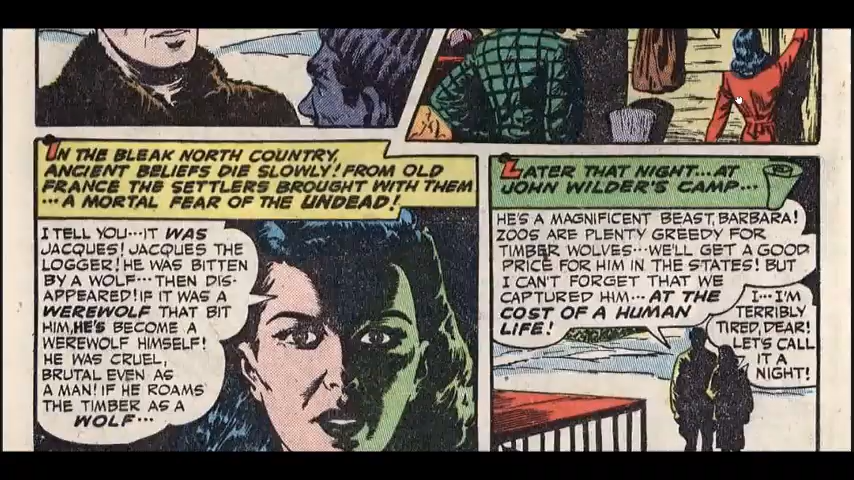 IN THE BLEAK NORTH COUNTRY,
ANCIENT BELIEFS DIE SLOWLY! FROM OLD
FRANCE THE SETTLERS BROUGHT WITH THEM
...A MORTAL FEAR OF THE UNDEAD!
I TELL YOU...IT WAS
JACQUES! JACQUES THE
LOGGER! HE WAS BITTEN
BY A WOLF...THEN DIS-
APPEARED! IF IT WAS A
WEREWOLF THAT BIT
HIM, HE'S BECOME A
WEREWOLF HIMSELF!
HE WAS CRUEL,
BRUTAL EVEN AS
A MAN! IF HE ROAMS
THE TIMBER AS A
WOLF...
LATER THAT NIGHT...AT
JOHN WILDER'S CAMP...
HE'S A MAGNIFICENT BEAST, BARBARA!
ZOOS ARE PLENTY GREEDY FOR
TIMBER WOLVES...WE'LL GET A GOOD
PRICE FOR HIM IN THE STATES! BUT
I CAN'T FORGET THAT WE
CAPTURED HIM...AT THE
COST OF A HUMAN
LIFE!
I...I'M
TERRIBLY
TIRED, DEAR!
LET'S CALL
IT A
NIGHT!